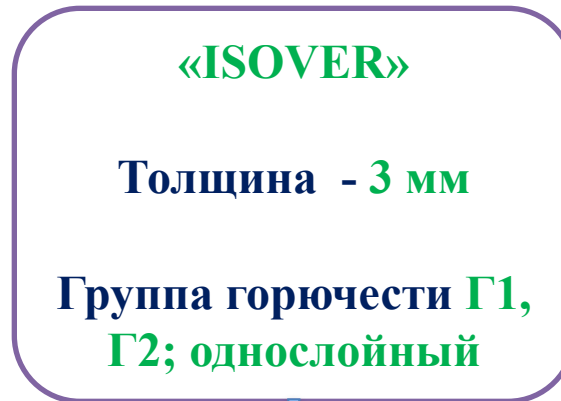 «ISOVER»
Толщина - 3 мм
Группа горючести Г1,
Г2; однослойный